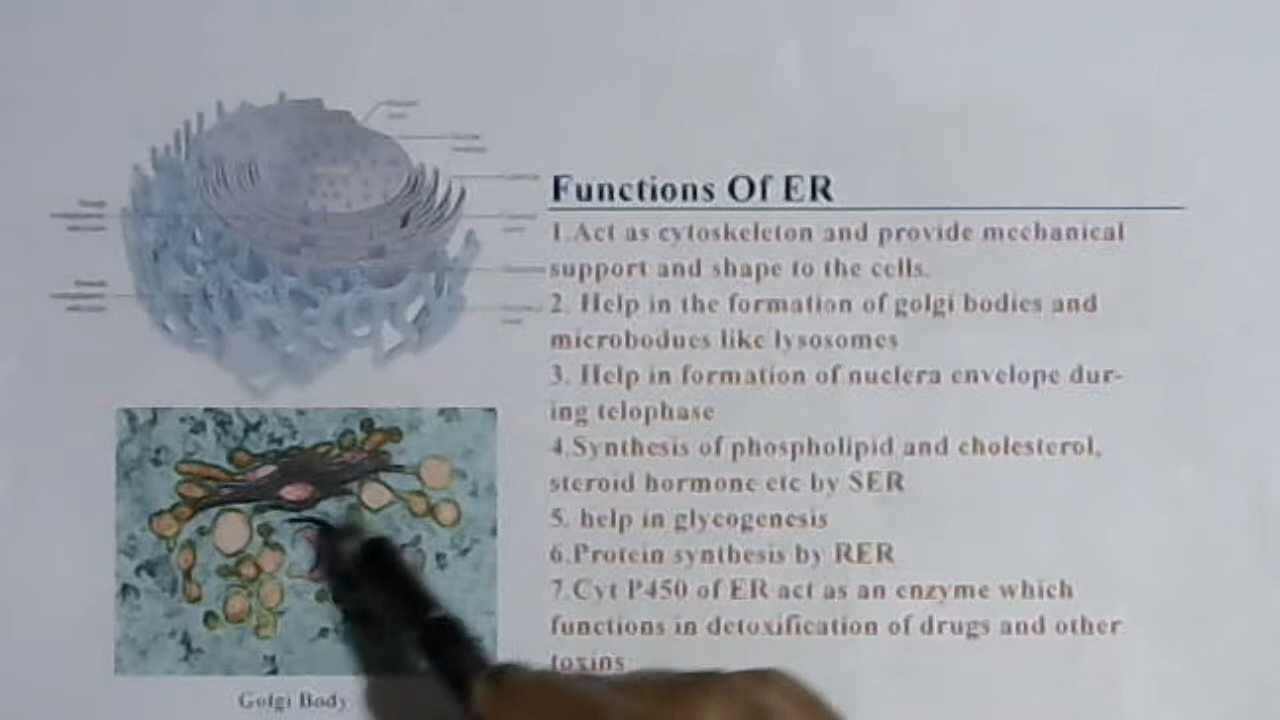 Functions Of ER
1.Act as cytoskeleton and provide mechanical
support and shape to the cells.
2. Help in the formation of golgi bodies and
microbodues like lysosomes
3. Help in formation of nuclera envelope dur-
ing telophase
4.Synthesis of phospholipid and cholesterol,
steroid hormone etc by SER
5. help in glycogenesis
6.Protein synthesis by RER
7.Cyt P450 of ER act as an enzyme which
functions in detoxification of drugs and other
toxins
Golgi Body